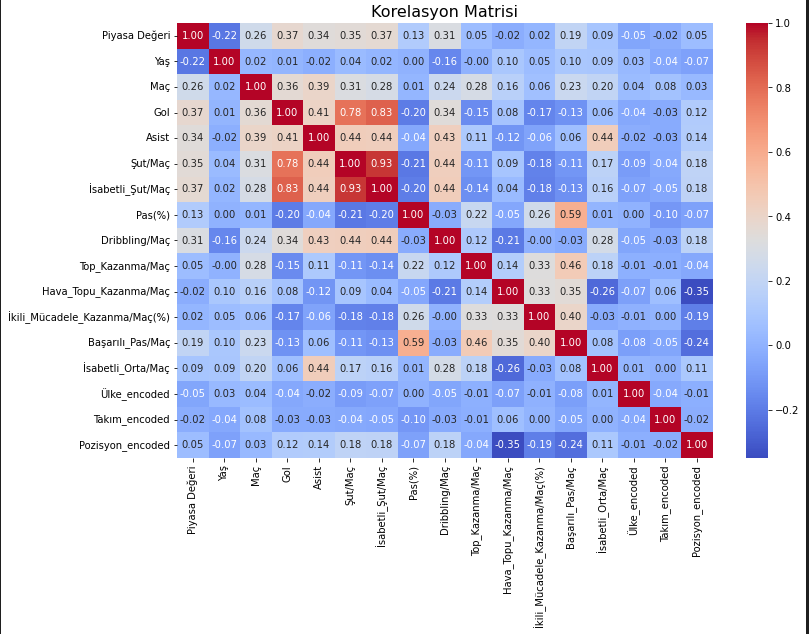 Korelasyon Matrisi
Piyasa Değeri 1.00 -0.22 0.26 0.37 0.34 0.35 0.37 0.13 0.31 0.05 -0.02 0.02 0.19 0.09 -0.05 -0.02 0.05
Yaş -0.22 1.00 0.02 0.01 -0.02 0.04 0.02 0.00 -0.16 -0.00 0.10 0.05 0.10 0.09 0.03 -0.04 -0.07
Maç 0.26 0.02 1.00 0.36 0.39 0.31 0.28 0.01 0.24 0.28 0.16 0.06 0.23 0.20 0.04 0.08 0.03
Gol 0.37 0.01 0.36 1.00 0.41 0.78 0.83 -0.20 0.34 -0.15 0.08 -0.17 -0.13 0.06 -0.04 -0.03 0.12
Asist 0.34 -0.02 0.39 0.41 1.00 0.44 0.44 -0.04 0.43 0.11 -0.12 -0.06 0.06 0.44 -0.02 -0.03 0.14
Şut/Maç 0.35 0.04 0.31 0.78 0.44 1.00 0.93 -0.21 0.44 -0.11 0.09 -0.18 -0.11 0.17 -0.09 -0.04 0.18
İsabetli_Şut/Maç 0.37 0.02 0.28 0.83 0.44 0.93 1.00 -0.20 0.44 -0.14 0.04 -0.18 -0.13 0.16 -0.07 -0.05 0.18
Pas(%) 0.13 0.00 0.01 -0.20 -0.04 -0.21 -0.20 1.00 -0.03 0.22 -0.05 0.26 0.59 0.01 0.00 -0.10 -0.07
Dribbling/Maç 0.31 -0.16 0.24 0.34 0.43 0.44 0.44 -0.03 1.00 0.12 -0.21 -0.00 -0.03 0.28 -0.05 -0.03 0.18
Top_Kazanma/Maç 0.05 -0.00 0.28 -0.15 0.11 -0.11 -0.14 0.22 0.12 1.00 0.14 0.33 0.46 0.18 -0.01 -0.01 -0.04
Hava_Topu_Kazanma/Maç -0.02 0.10 0.16 0.08 -0.12 0.09 0.04 -0.05 -0.21 0.14 1.00 0.33 0.35 -0.26 -0.07 0.06 -0.35
İkili_Mücadele_Kazanma/Maç(%) 0.02 0.05 0.06 -0.17 -0.06 -0.18 -0.18 0.26 -0.00 0.33 0.33 1.00 0.40 -0.03 -0.01 0.00 -0.19
Başarılı_Pas/Maç 0.19 0.10 0.23 -0.13 0.06 -0.11 -0.13 0.59 -0.03 0.46 0.35 0.40 1.00 0.08 -0.08 -0.05 -0.24
İsabetli_Orta/Maç 0.09 0.09 0.20 0.06 0.44 0.17 0.16 0.01 0.28 0.18 -0.26 -0.03 0.08 1.00 0.01 0.00 0.11
Ülke_encoded -0.05 0.03 0.04 -0.04 -0.02 -0.09 -0.07 0.00 -0.05 -0.01 -0.07 -0.01 -0.08 0.01 1.00 -0.04 -0.01
Takım_encoded -0.02 -0.04 0.08 -0.03 -0.03 -0.04 -0.05 -0.10 -0.03 -0.01 0.06 0.00 -0.05 0.00 -0.04 1.00 -0.02
Pozisyon_encoded 0.05 -0.07 0.03 0.12 0.14 0.18 0.18 -0.07 0.18 -0.04 -0.35 -0.19 -0.24 0.11 -0.01 -0.02 1.00
Piyasa Değeri
Yaş
Maç
Gol
Asist
Şut/Maç
İsabetli_Şut/Maç
Pas(%)
Dribbling/Maç
Top_Kazanma/Maç
Hava_Topu_Kazanma/Maç
İkili_Mücadele_Kazanma/Maç(%)
Başarılı_Pas/Maç
İsabetli_Orta/Maç
Ülke_encoded
Takım_encoded
Pozisyon_encoded
1.0
0.8
0.6
0.4
0.2
0.0
−0.2